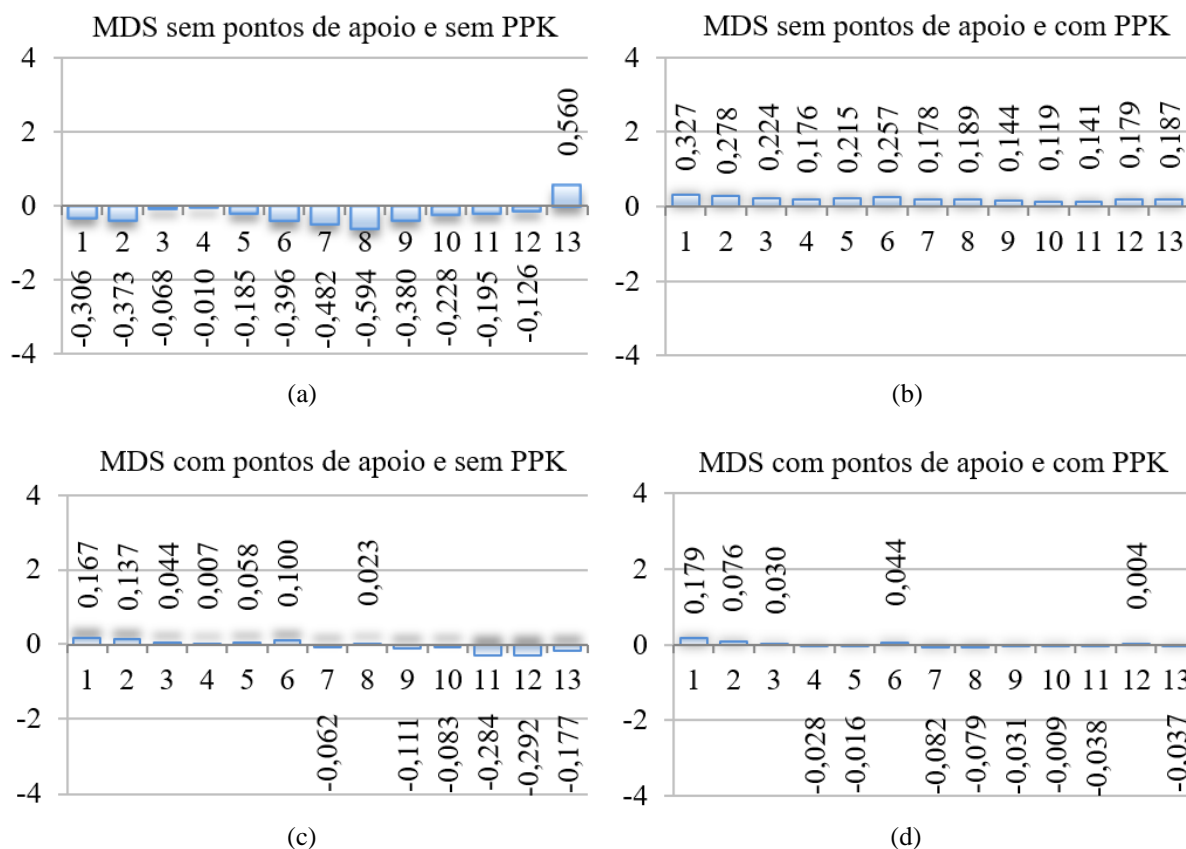 MDS sem pontos de apoio e sem PPK
4
2
0
-2
-4
0,560
1 2 3 4 5 6 7 8 9 10 11 12 13
-0,306 -0,373 -0,068 -0,010 -0,185 -0,396 -0,482 -0,594 -0,380 -0,228 -0,195 -0,126
(a)
MDS sem pontos de apoio e com PPK
4
2
0
-2
-4
0,327 0,278 0,224 0,176 0,215 0,257 0,178 0,189 0,144 0,119 0,141 0,179 0,187
1 2 3 4 5 6 7 8 9 10 11 12 13
(b)
MDS com pontos de apoio e sem PPK
4
2
0
-2
-4
0,167 0,137 0,044 0,007 0,058 0,100 0,023
1 2 3 4 5 6 7 8 9 10 11 12 13
-0,062 -0,111 -0,083 -0,284 -0,292 -0,177
(c)
MDS com pontos de apoio e com PPK
4
2
0
-2
-4
0,179 0,076 0,030 0,044 0,004
1 2 3 4 5 6 7 8 9 10 11 12 13
-0,028 -0,016 -0,082 -0,079 -0,031 -0,009 -0,038 -0,037
(d)